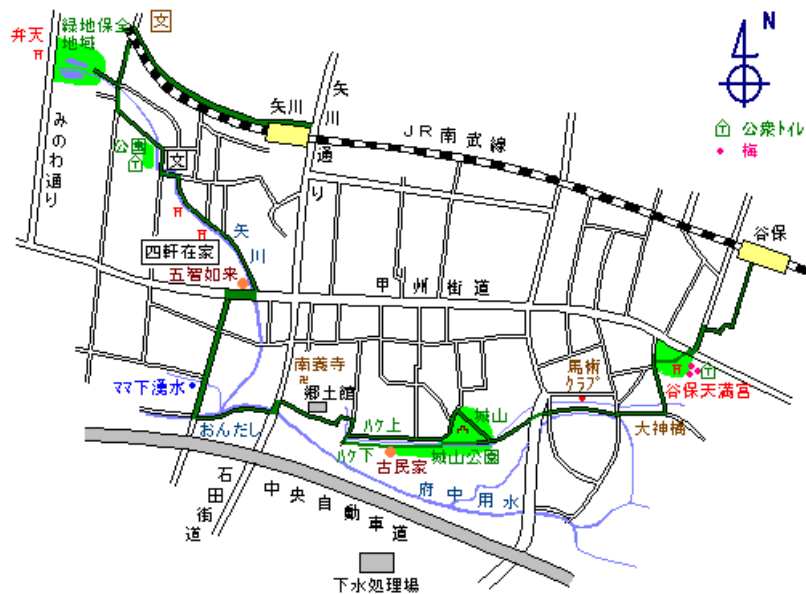 緑地保全
地域
弁天
文
N
矢川
矢川通り
JR南武線
公衆ﾄｲﾚ
梅
みのわ通り
公園
文
谷保
矢川
四軒在家
五智如来
甲州街道
南養寺
卍
郷土館
馬術
ｸﾗﾌﾞ
谷保天満宮
ママ下湧水
おんだし
ﾊｹ上
城山
大神橋
ﾊｹ下
古民家
城山公園
石田街道
中央自動車道
府中用水
下水処理場